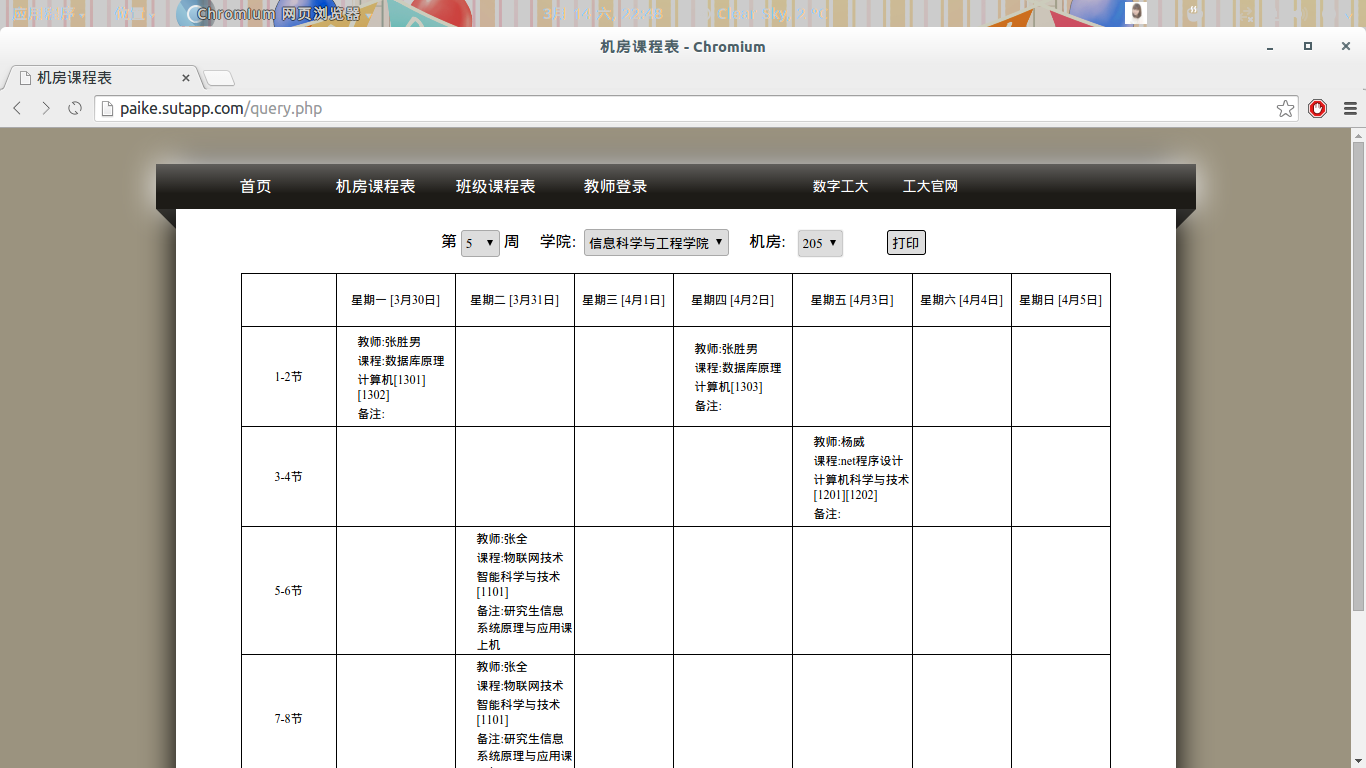 Chromium 网页浏览器
机房课程表 - Chromium
机房课程表
paike.sutapp.com/query.php
首页 机房课程表 班级课程表 教师登录 数字工大 工大官网
第 5 周 学院: 信息科学与工程学院 机房: 205 打印
星期一 [3月30日] 星期二 [3月31日] 星期三 [4月1日] 星期四 [4月2日] 星期五 [4月3日] 星期六 [4月4日] 星期日 [4月5日]
1-2节
教师:张胜男
课程:数据库原理
计算机[1301]
[1302]
备注:
教师:张胜男
课程:数据库原理
计算机[1303]
备注:
3-4节
教师:杨威
课程:net程序设计
计算机科学与技术
[1201][1202]
备注:
5-6节
教师:张全
课程:物联网技术
智能科学与技术
[1101]
备注:研究生信息
系统原理与应用课
上机
7-8节
教师:张全
课程:物联网技术
智能科学与技术
[1101]
备注:研究生信息
系统原理与应用课